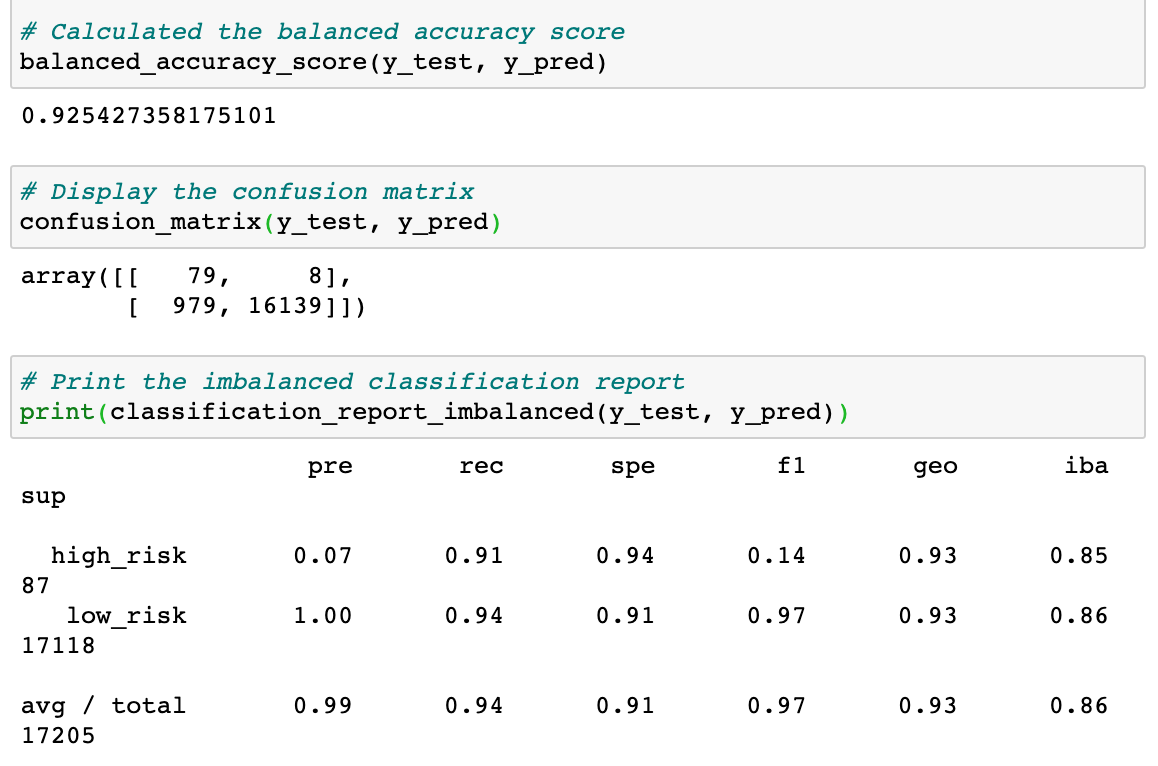 # Calculated the balanced accuracy score
balanced_accuracy_score(y_test, y_pred)
0.925427358175101
# Display the confusion matrix
confusion_matrix(y_test, y_pred)
array([[   79,     8],
       [  979, 16139]])
# Print the imbalanced classification report
print(classification_report_imbalanced(y_test, y_pred))
                   pre       rec       spe        f1       geo       iba
sup
  high_risk       0.07      0.91      0.94      0.14      0.93      0.85
87
   low_risk       1.00      0.94      0.91      0.97      0.93      0.86
17118
avg / total       0.99      0.94      0.91      0.97      0.93      0.86
17205